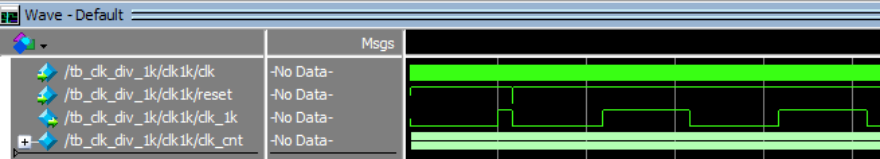 Wave - Default
Msgs
/tb_clk_div_1k/clk1k/clk -No Data-
/tb_clk_div_1k/clk1k/reset -No Data-
/tb_clk_div_1k/clk1k/clk_1k -No Data-
/tb_clk_div_1k/clk1k/clk_cnt -No Data-